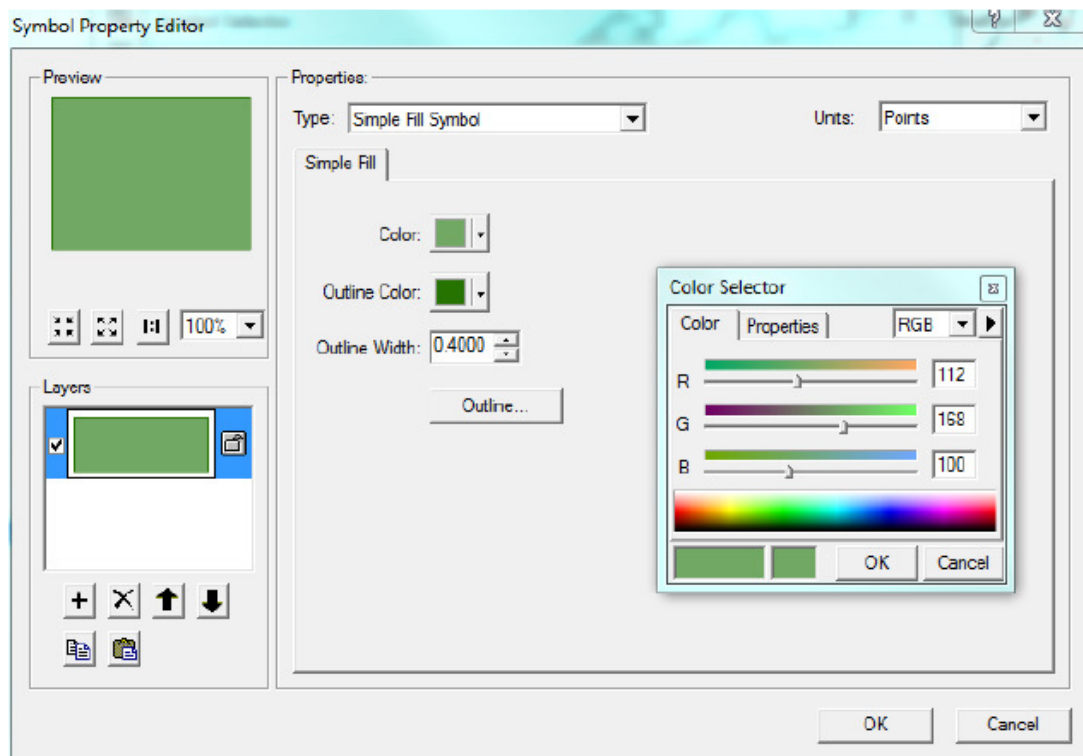 Symbol Property Editor
Preview
100%
Layers
Properties:
Type: Simple Fill Symbol
Units: Points
Simple Fill
Color:
Outline Color:
Outline Width: 0.4000
Outline...
Color Selector
Color Properties RGB
R 112
G 168
B 100
OK Cancel
OK Cancel